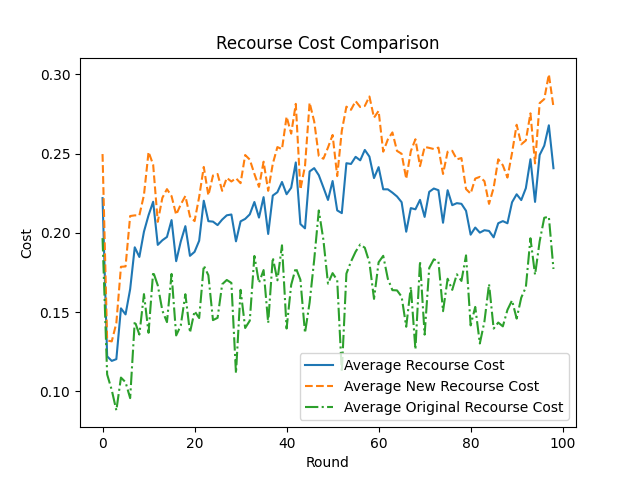 Recourse Cost Comparison
0.30
0.25
0.20
0.15
0.10
Cost
0
20
40
60
80
100
Round
Average Recourse Cost
Average New Recourse Cost
Average Original Recourse Cost